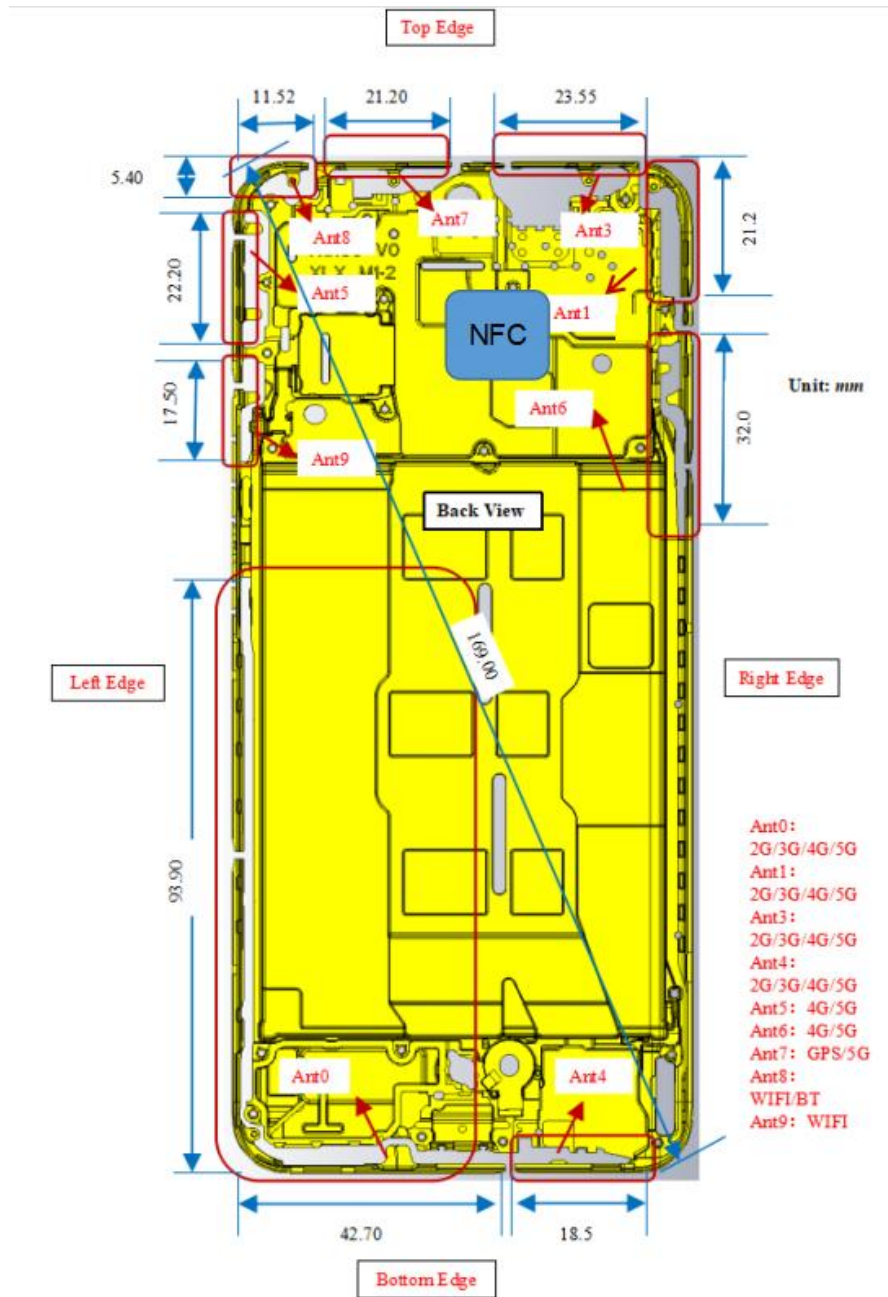 Top Edge
11.52
21.20
23.55
5.40
Ant7
Ant3
21.2
Ant8
V0
XLX M1-2
22.20
Ant5
Ant1
NFC
Unit: mm
17.50
Ant6
32.0
Ant9
Back View
169.00
Left Edge
Right Edge
93.90
Ant0:
2G/3G/4G/5G
Ant1:
2G/3G/4G/5G
Ant3:
2G/3G/4G/5G
Ant4:
2G/3G/4G/5G
Ant5: 4G/5G
Ant6: 4G/5G
Ant7: GPS/5G
Ant8:
WIFI/BT
Ant9: WIFI
Ant0
Ant4
42.70
18.5
Bottom Edge